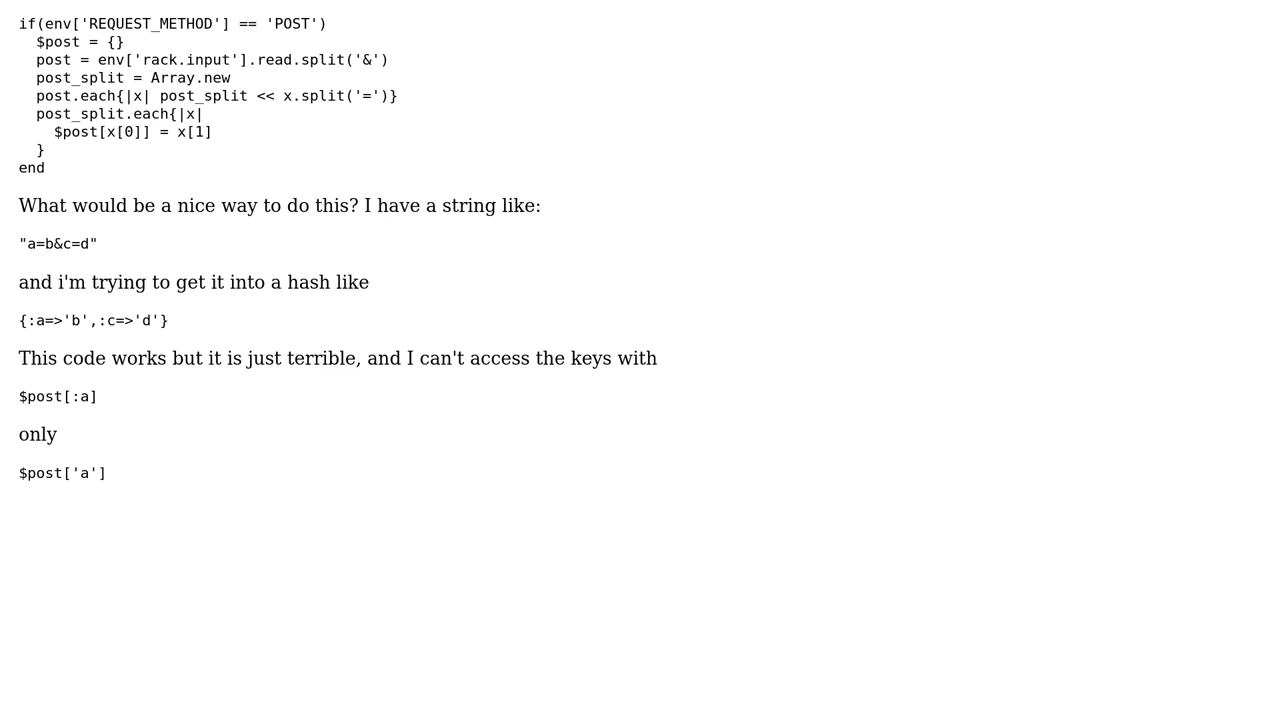 if(env['REQUEST_METHOD'] == 'POST')
  $post = {}
  post = env['rack.input'].read.split('&')
  post_split = Array.new
  post.each{|x| post_split << x.split('=')}
  post_split.each{|x|
    $post[x[0]] = x[1]
  }
end
What would be a nice way to do this? I have a string like:
"a=b&c=d"
and i'm trying to get it into a hash like
{:a=>'b',:c=>'d'}
This code works but it is just terrible, and I can't access the keys with
$post[:a]
only
$post['a']